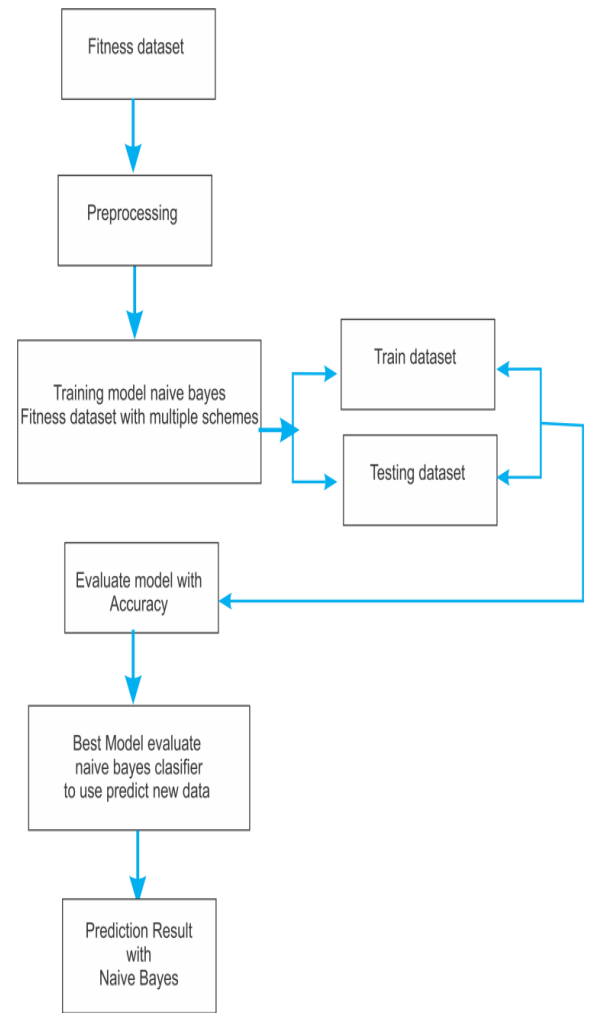 Fitness dataset
Preprocessing
Training model naive bayes
Fitness dataset with multiple schemes
Train dataset
Testing dataset
Evaluate model with
Accuracy
Best Model evaluate
naive bayes clasifier
to use predict new data
Prediction Result
with
Naive Bayes